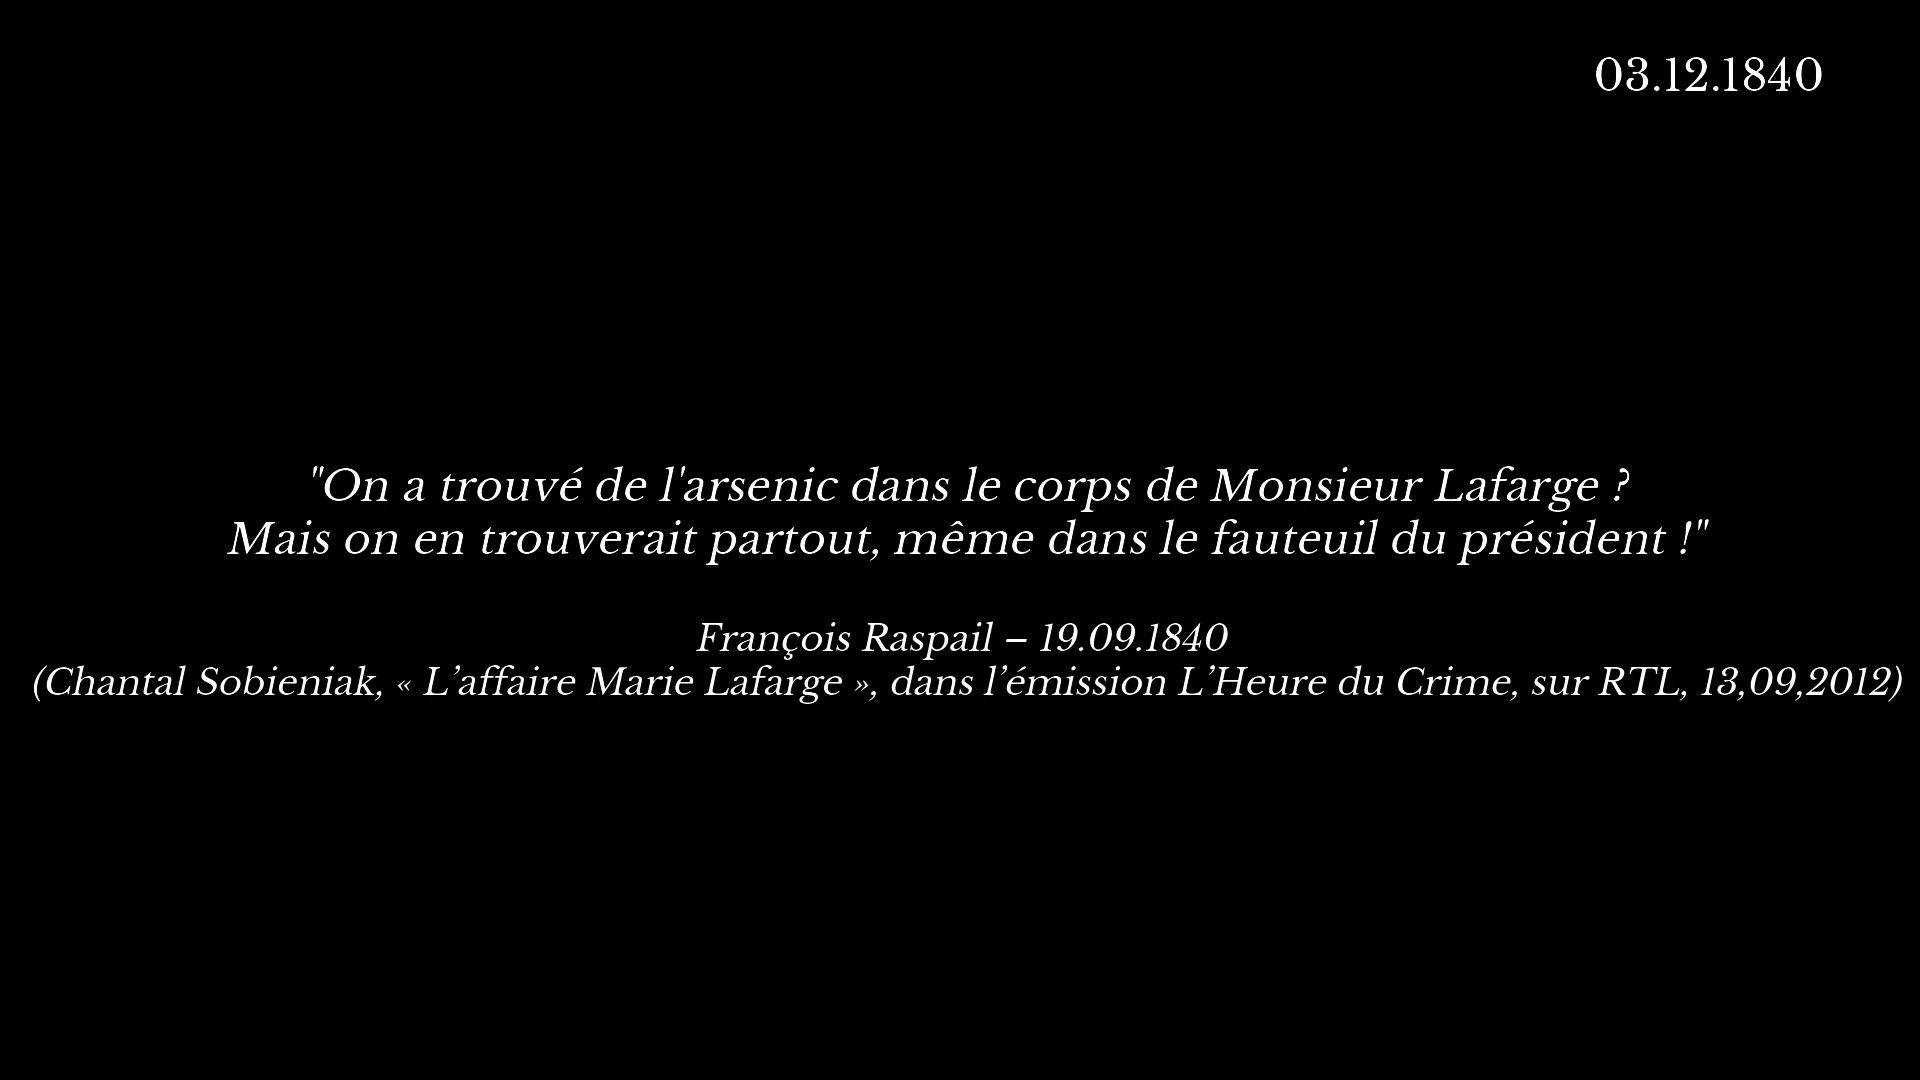 03.12.1840
"On a trouvé de l'arsenic dans le corps de Monsieur Lafarge ?
Mais on en trouverait partout, même dans le fauteuil du président !"
François Raspail – 19.09.1840
(Chantal Sobieniak, « L’affaire Marie Lafarge », dans l’émission L’Heure du Crime, sur RTL, 13,09,2012)